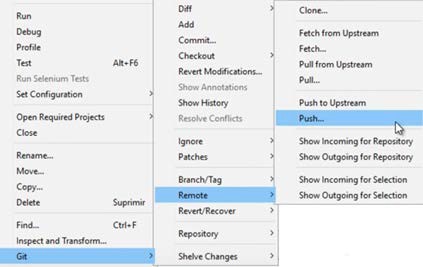 Run
Debug
Profile
Test Alt+F6
Run Selenium Tests
Set Configuration
Open Required Projects
Close
Rename...
Move...
Copy...
Delete Suprimir
Find... Ctrl+F
Inspect and Transform...
Git
Diff
Add
Commit...
Checkout
Revert Modifications...
Show Annotations
Show History
Resolve Conflicts
Ignore
Patches
Branch/Tag
Remote
Revert/Recover
Repository
Shelve Changes
Clone...
Fetch from Upstream
Fetch...
Pull from Upstream
Pull...
Push to Upstream
Push...
Show Incoming for Repository
Show Outgoing for Repository
Show Incoming for Selection
Show Outgoing for Selection